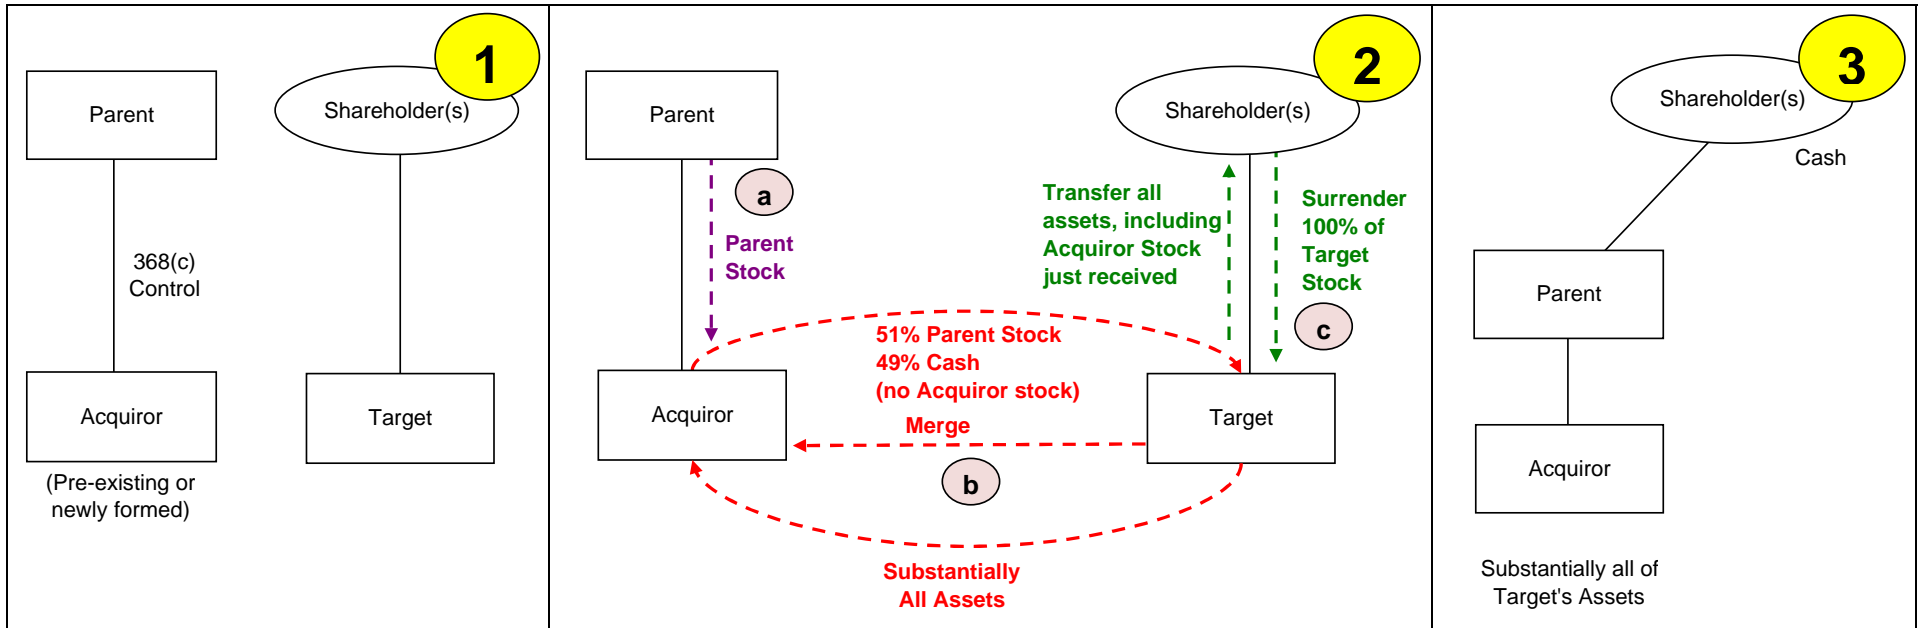 1
Parent
Shareholder(s)
368(c)
Control
Acquiror
Target
(Pre-existing or
newly formed)
2
Parent
Shareholder(s)
a
Parent
Stock
Transfer all
assets, including
Acquiror Stock
just received
Surrender
100% of
Target
Stock
c
51% Parent Stock
49% Cash
(no Acquiror stock)
Acquiror
Merge
Target
b
Substantially
All Assets
3
Shareholder(s)
Cash
Parent
Acquiror
Substantially all of
Target's Assets